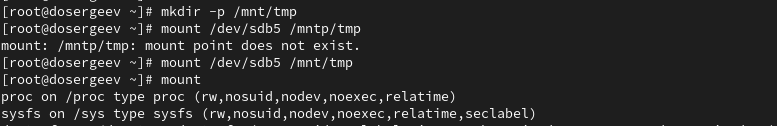 [root@dosergeev ~]# mkdir -p /mnt/tmp
[root@dosergeev ~]# mount /dev/sdb5 /mntp/tmp
mount: /mntp/tmp: mount point does not exist.
[root@dosergeev ~]# mount /dev/sdb5 /mnt/tmp
[root@dosergeev ~]# mount
proc on /proc type proc (rw,nosuid,nodev,noexec,relatime)
sysfs on /sys type sysfs (rw,nosuid,nodev,noexec,relatime,seclabel)